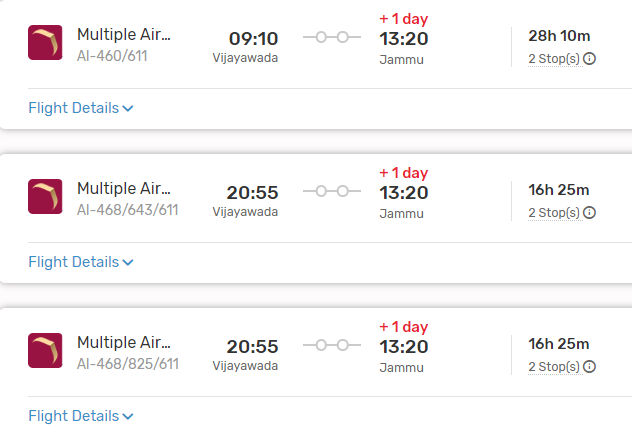 + 1 day
Multiple Air... 09:10 13:20 28h 10m
AI-460/611 Vijayawada Jammu 2 Stop(s)
Flight Details
+ 1 day
Multiple Air... 20:55 13:20 16h 25m
AI-468/643/611 Vijayawada Jammu 2 Stop(s)
Flight Details
+ 1 day
Multiple Air... 20:55 13:20 16h 25m
AI-468/825/611 Vijayawada Jammu 2 Stop(s)
Flight Details